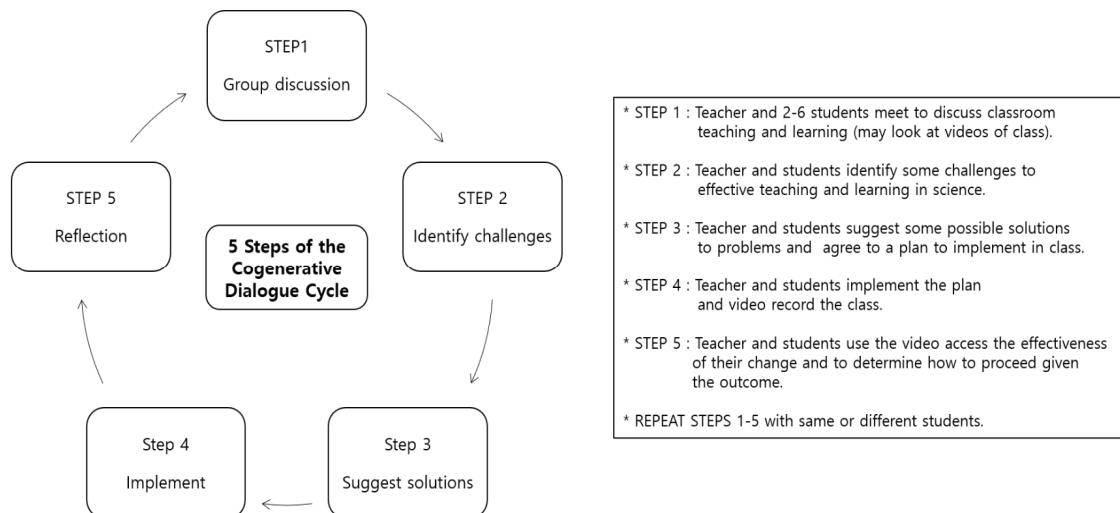 STEP1
Group discussion
STEP 2
Identify challenges
Step 3
Suggest solutions
Step 4
Implement
STEP 5
Reflection
5 Steps of the
Cogenerative
Dialogue Cycle
* STEP 1 : Teacher and 2-6 students meet to discuss classroom
teaching and learning (may look at videos of class).
* STEP 2 : Teacher and students identify some challenges to
effective teaching and learning in science.
* STEP 3 : Teacher and students suggest some possible solutions
to problems and agree to a plan to implement in class.
* STEP 4 : Teacher and students implement the plan
and video record the class.
* STEP 5 : Teacher and students use the video access the effectiveness
of their change and to determine how to proceed given
the outcome.
* REPEAT STEPS 1-5 with same or different students.